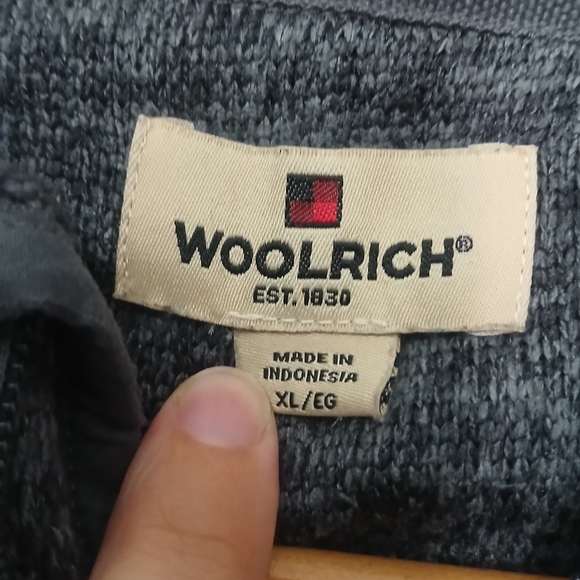 WOOLRICH®
EST. 1830
MADE IN
INDONESIA
XL/EG